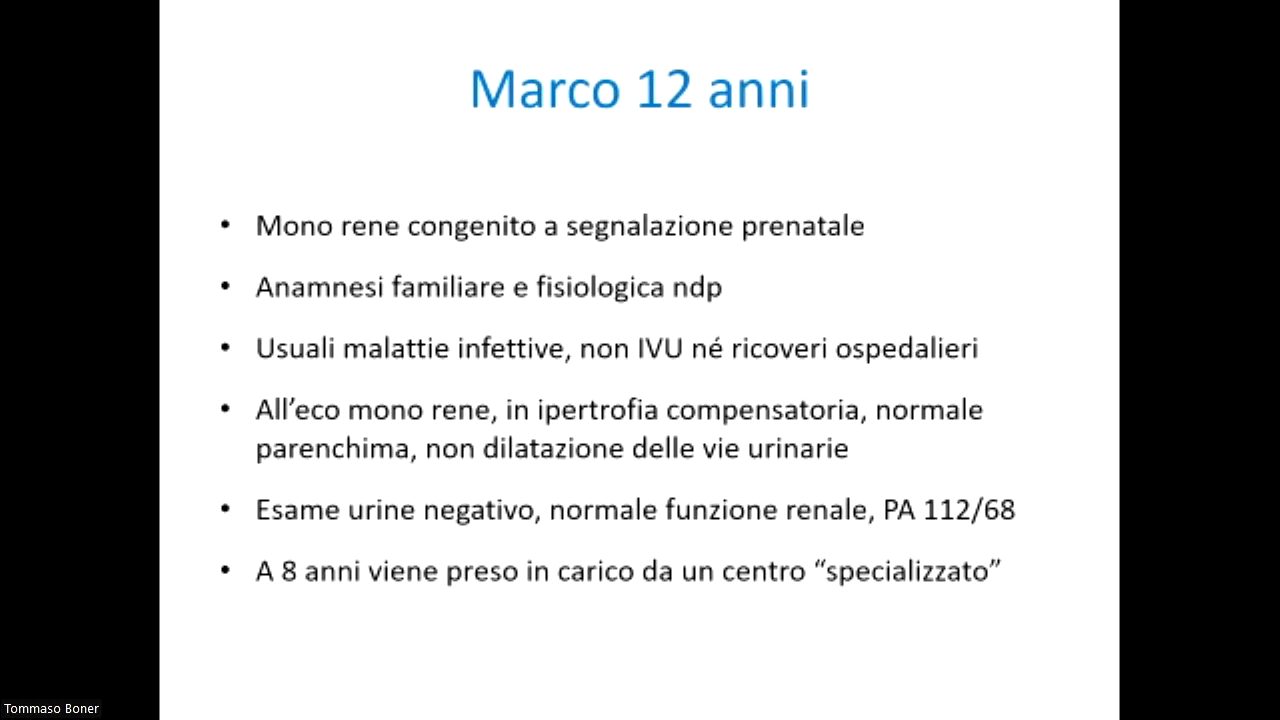 Marco 12 anni
• Mono rene congenito a segnalazione prenatale
• Anamnesi familiare e fisiologica ndp
• Usuali malattie infettive, non IVU né ricoveri ospedalieri
• All’eco mono rene, in ipertrofia compensatoria, normale
parenchima, non dilatazione delle vie urinarie
• Esame urine negativo, normale funzione renale, PA 112/68
• A 8 anni viene preso in carico da un centro “specializzato”
Tommaso Boner